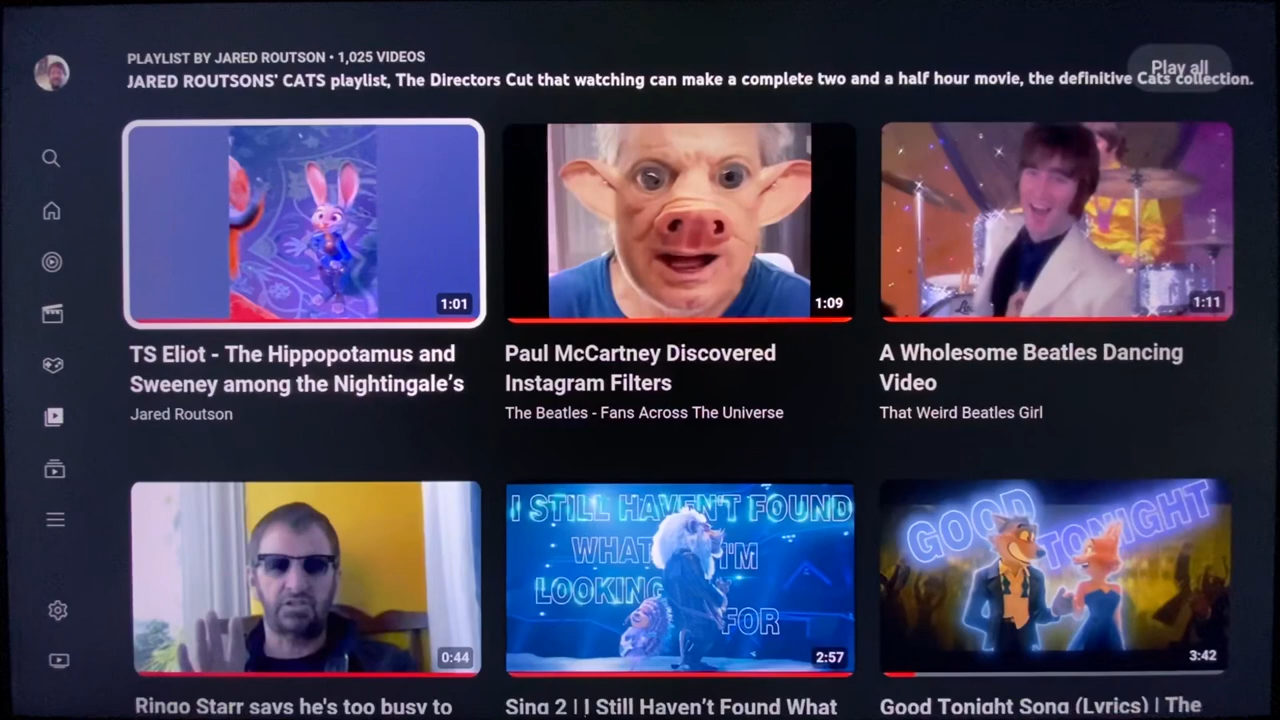 PLAYLIST BY JARED ROUTSON • 1,025 VIDEOS
JARED ROUTSONS' CATS playlist, The Directors Cut that watching can make a complete two and a half hour movie, the definitive Cats collection.
Play all
1:01
1:09
1:11
TS Eliot - The Hippopotamus and
Sweeney among the Nightingale's
Jared Routson
Paul McCartney Discovered
Instagram Filters
The Beatles - Fans Across The Universe
A Wholesome Beatles Dancing
Video
That Weird Beatles Girl
0:44
I STILL HAVEN'T FOUND
WHAT I'M
LOOKING
FOR
2:57
GOOD
TONIGHT
3:42
Ringo Starr says he's too busy to
Sing 2 | I Still Haven't Found What
Good Tonight Song (Lyrics) | The